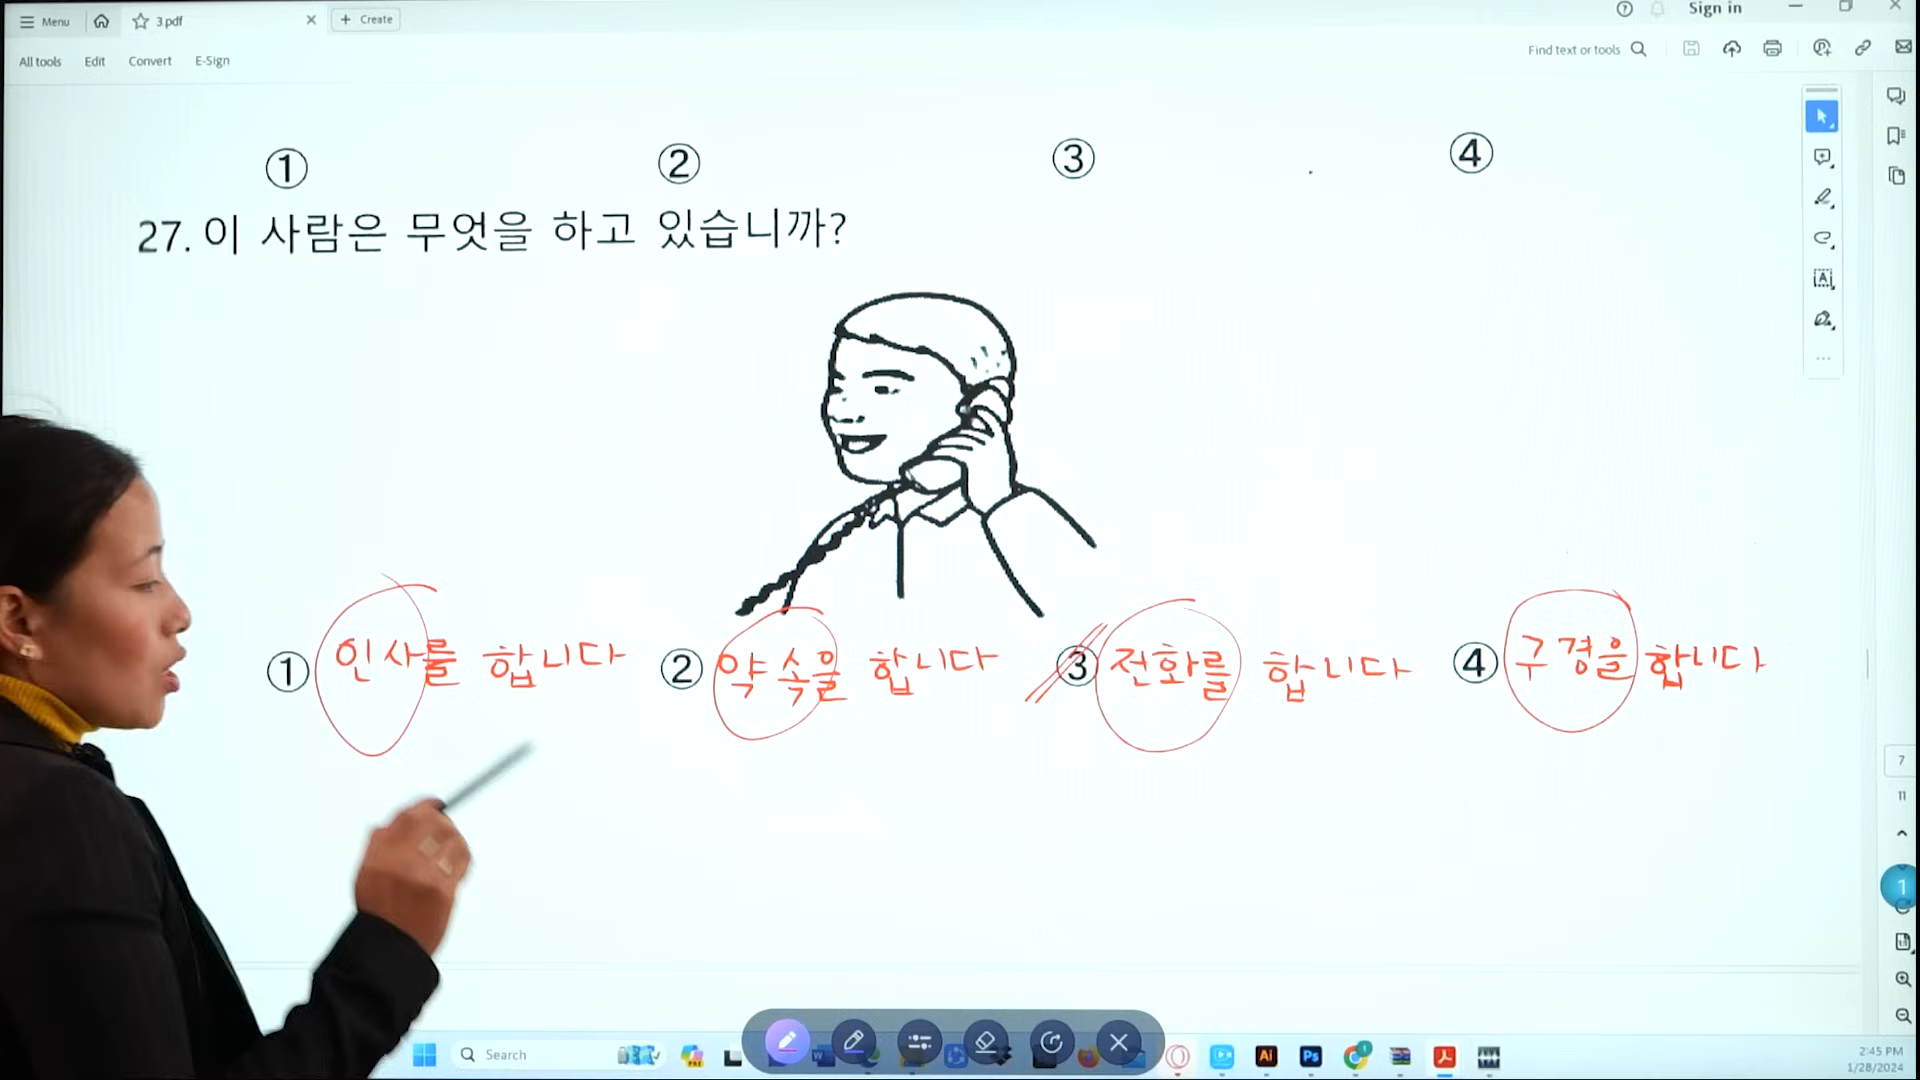 Menu 3.pdf Create Sign in
All tools Edit Convert E-Sign Find text or tools
① ② ③ ④
27. 이 사람은 무엇을 하고 있습니까?
① 인사를 합니다 ② 약속을 합니다 ③ 전화를 합니다 ④ 구경을 합니다
7
11
1
Search
2:45 PM
1/28/2024